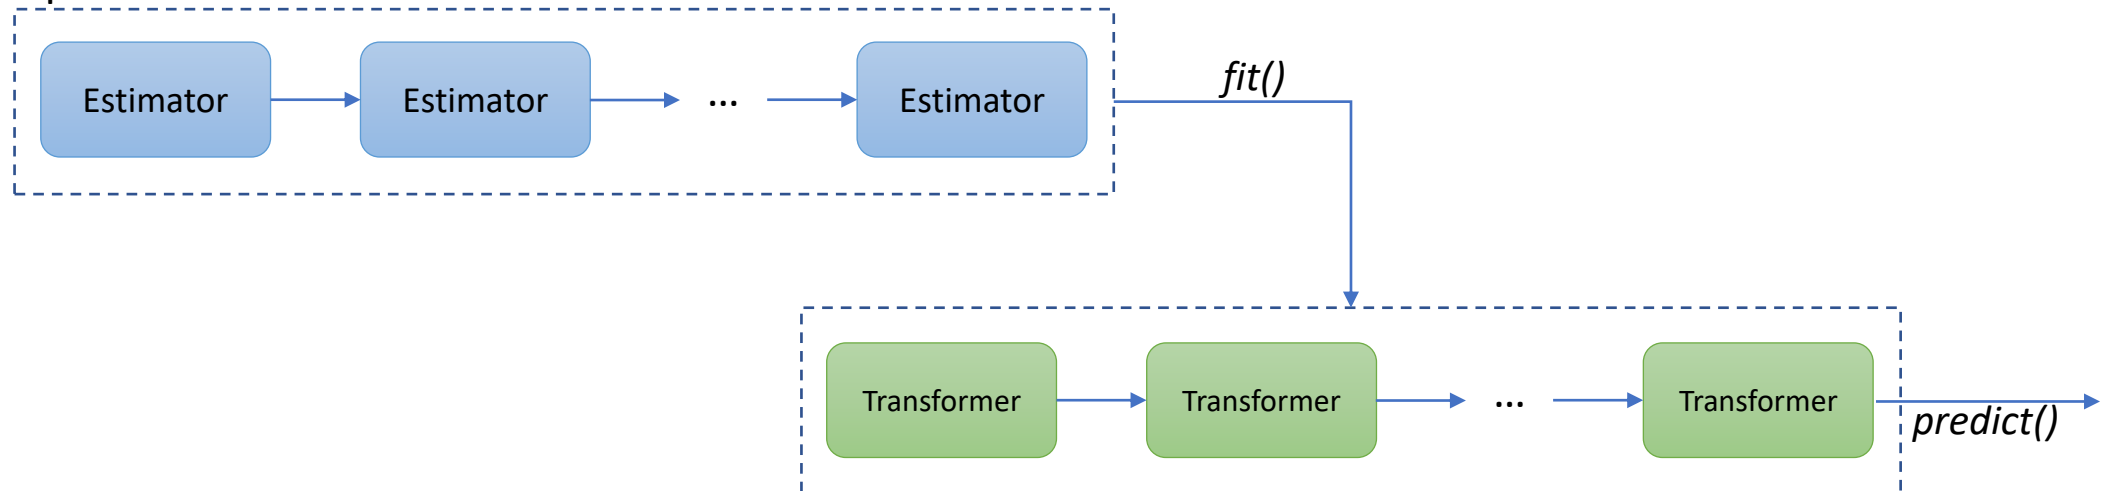 Estimator
Estimator
...
Estimator
fit()
Transformer
Transformer
...
Transformer
predict()